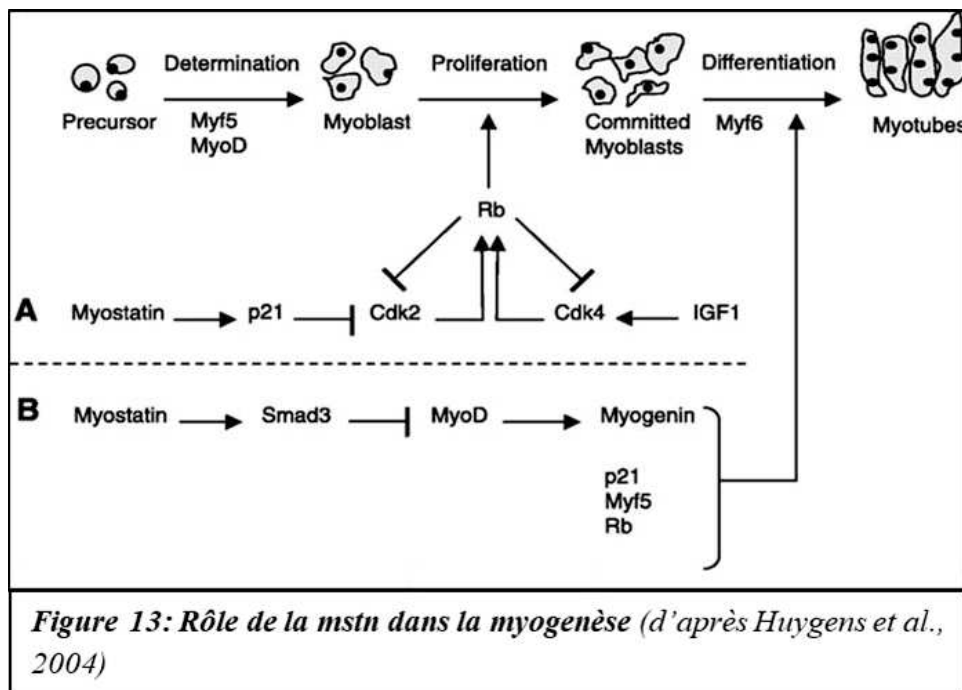 Determination
Proliferation
Differentiation
Precursor
Myf5
MyoD
Myoblast
Committed
Myoblasts
Myf6
Myotubes
Rb
A
Myostatin
p21
Cdk2
Cdk4
IGF1
B
Myostatin
Smad3
MyoD
Myogenin
p21
Myf5
Rb
Figure 13: Rôle de la mstn dans la myogenèse (d'après Huygens et al.,
2004)